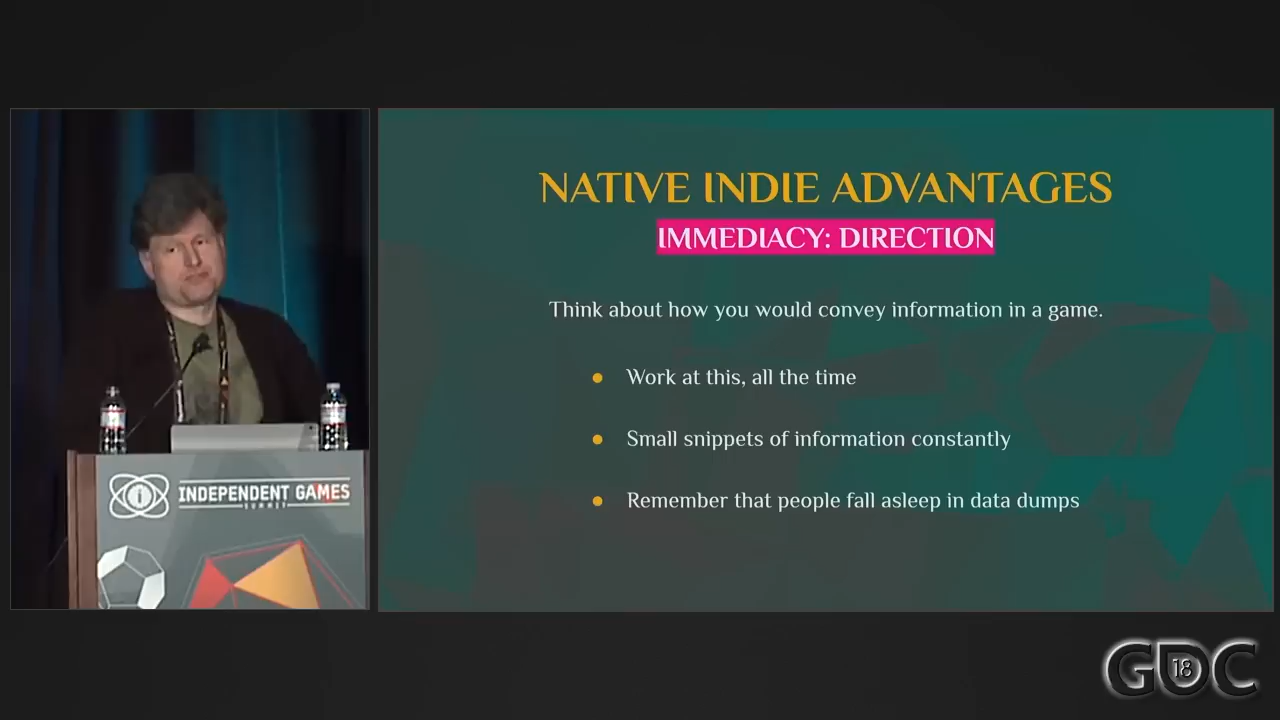 NATIVE INDIE ADVANTAGES
IMMEDIACY: DIRECTION
Think about how you would convey information in a game.
● Work at this, all the time
● Small snippets of information constantly
● Remember that people fall asleep in data dumps
i INDEPENDENT GAMES
SUMMIT
GDC
18